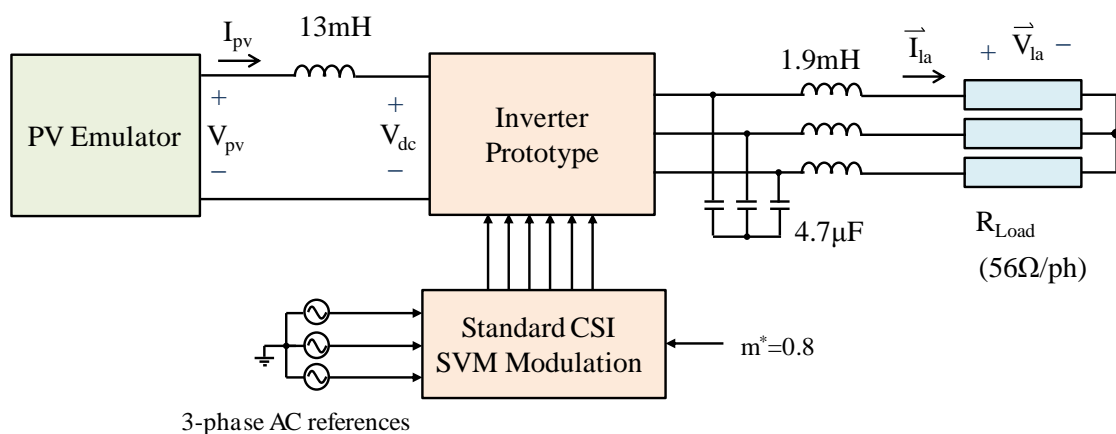 I_pv
13mH
PV Emulator
+
V_pv
−
+
V_dc
−
Inverter
Prototype
1.9mH
I_la
+ V_la −
4.7μF
R_Load
(56Ω/ph)
Standard CSI
SVM Modulation
m*=0.8
3-phase AC references